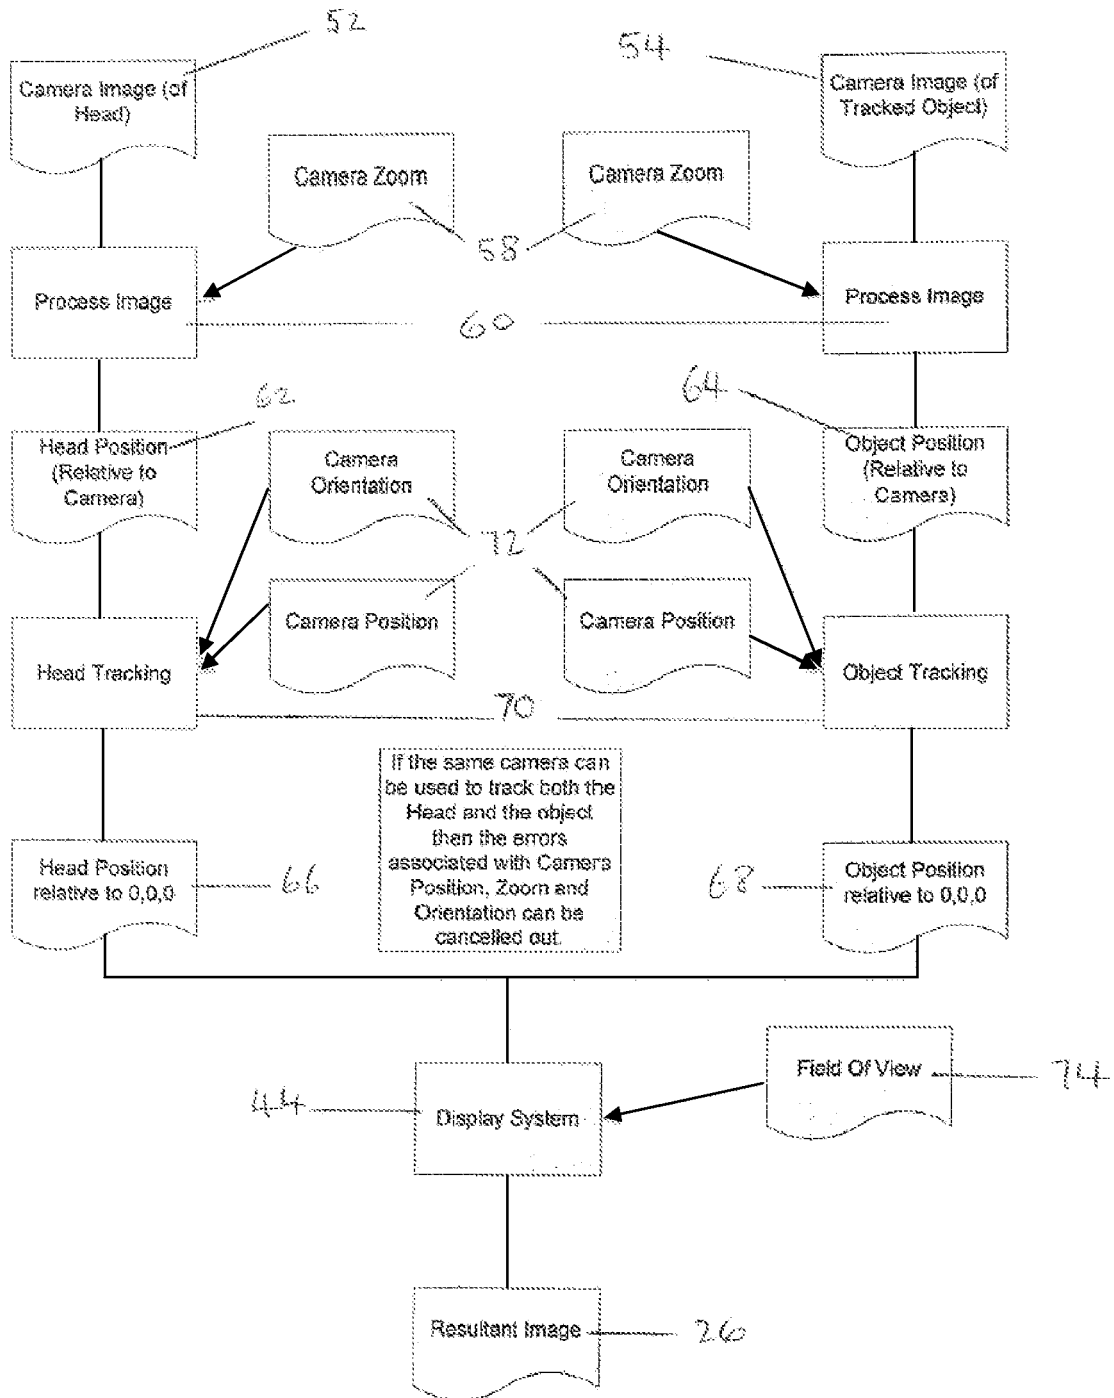 52
54
Camera Image (of
Head)
Camera Image (of
Tracked Object)
Camera Zoom
Camera Zoom
58
Process Image
Process Image
60
62
64
Head Position
(Relative to
Camera)
Camera
Orientation
Camera
Orientation
Object Position
(Relative to
Camera)
72
Camera Position
Camera Position
Head Tracking
Object Tracking
70
If the same camera can
be used to track both the
Head and the object
then the errors
associated with Camera
Position, Zoom and
Orientation can be
cancelled out.
Head Position
relative to 0,0,0
66
68
Object Position
relative to 0,0,0
Field Of View
74
44
Display System
Resultant Image
26